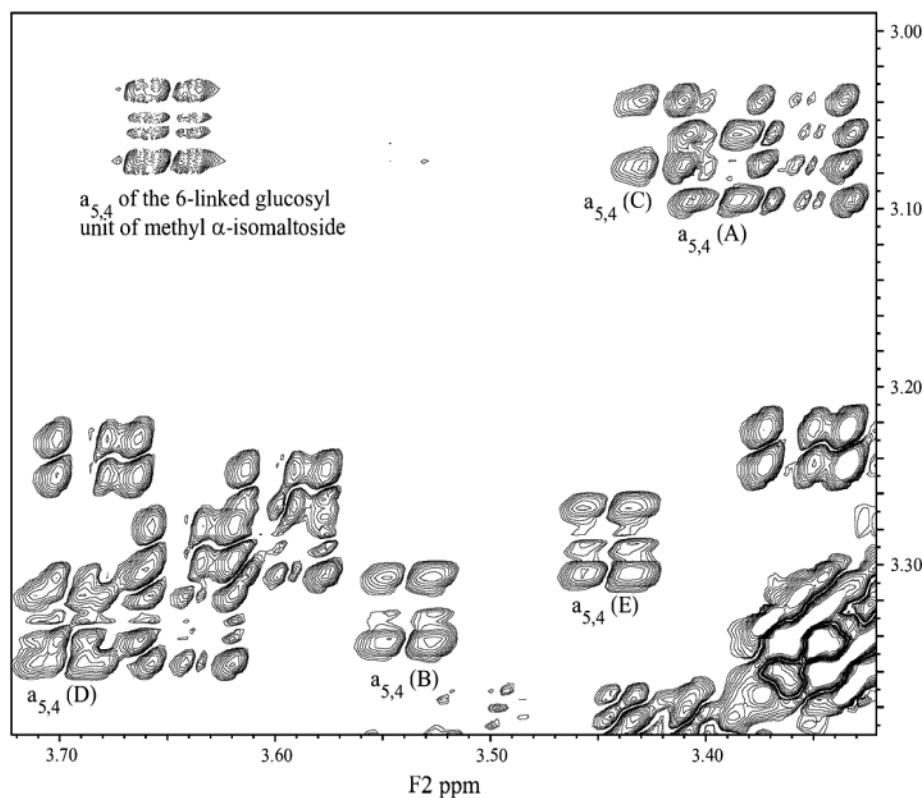 3.00
a5,4 of the 6-linked glucosyl
unit of methyl α-isomaltoside
a5,4 (C)
3.10
a5,4 (A)
3.20
3.30
a5,4 (E)
a5,4 (D)
a5,4 (B)
3.70
3.60
3.50
3.40
F2 ppm